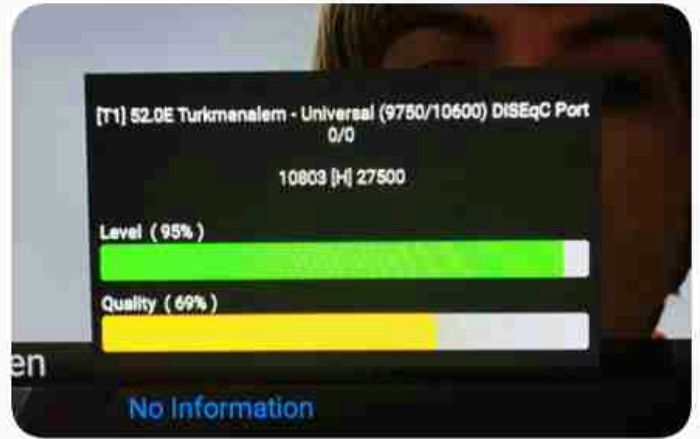 [T1] 52.0E Turkmenalem - Universal (9750/10600) DiSEqC Port
0/0
10803 [H] 27500
Level ( 95% )
Quality ( 69% )
en
No Information